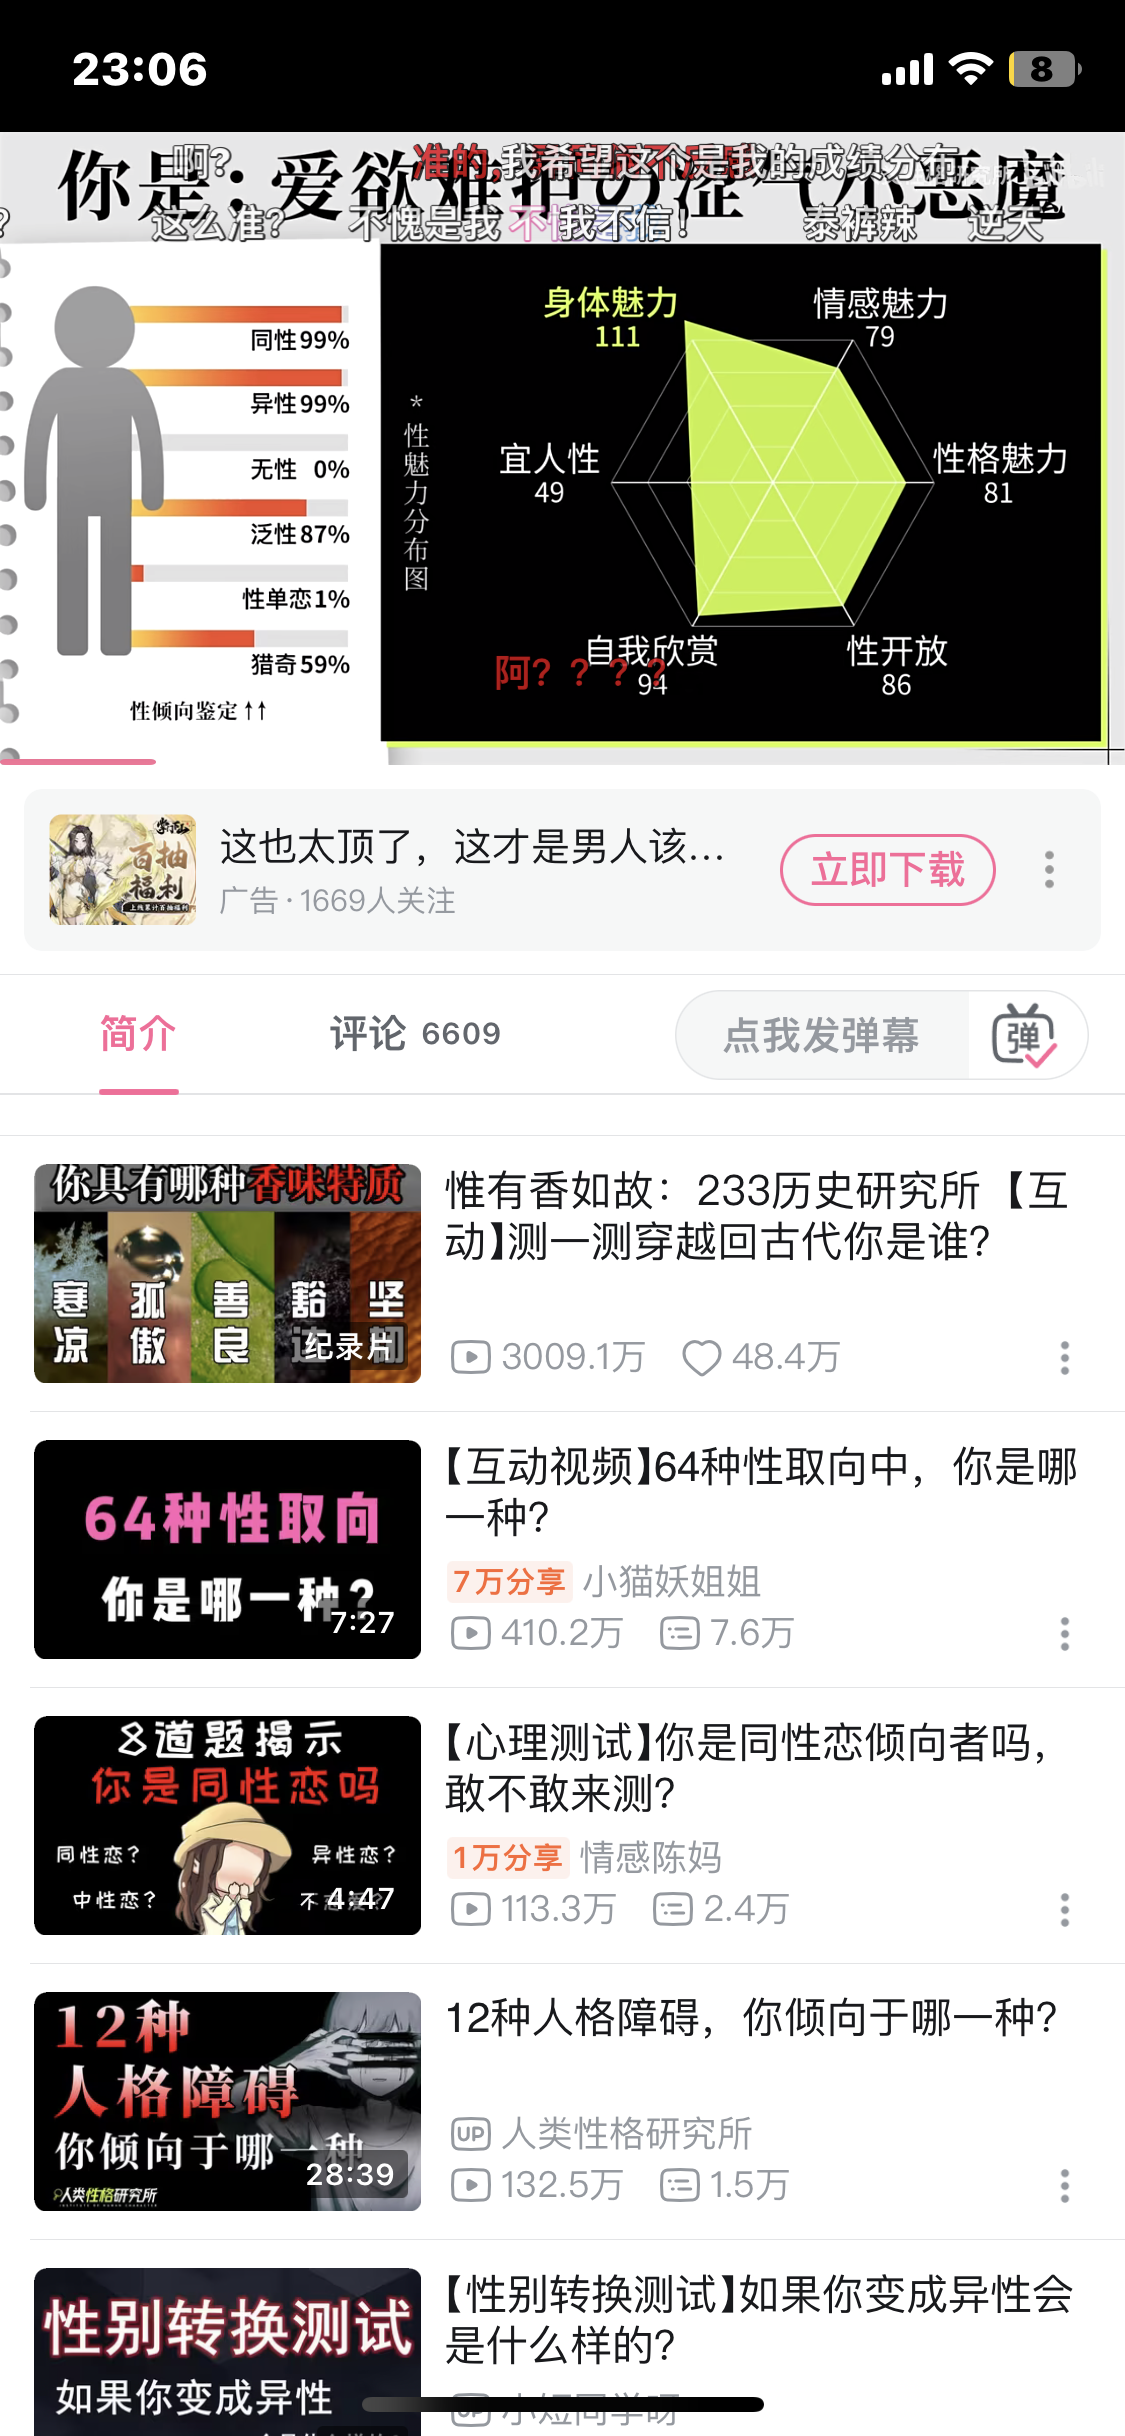 23:06
8
啊?
准的,我希望这个是我的成绩分布
你是：爱欲难抱の涩气小恶魔
这么准?
不愧是我
我不信!
泰裤辣
逆天
同性99%
异性99%
无性 0%
泛性87%
性单恋1%
猎奇59%
性倾向鉴定↑↑
*性魅力分布图
身体魅力
111
情感魅力
79
宜人性
49
性格魅力
81
自我欣赏
94
性开放
86
阿？？？？
百抽
福利
这也太顶了，这才是男人该...
广告·1669人关注
立即下载
简介
评论 6609
点我发弹幕
弹
你具有哪种香味特质
寒凉
孤傲
善良
豁
坚
纪录片
惟有香如故：233历史研究所【互
动】测一测穿越回古代你是谁?
3009.1万
48.4万
64种性取向
你是哪一种?
7:27
【互动视频】64种性取向中，你是哪
一种?
7万分享 小猫妖姐姐
410.2万
7.6万
8道题揭示
你是同性恋吗
同性恋?
异性恋?
中性恋?
4:47
【心理测试】你是同性恋倾向者吗，
敢不敢来测?
1万分享 情感陈妈
113.3万
2.4万
12种
人格障碍
你倾向于哪一种
人类性格研究所
28:39
12种人格障碍，你倾向于哪一种?
UP 人类性格研究所
132.5万
1.5万
性别转换测试
如果你变成异性
【性别转换测试】如果你变成异性会
是什么样的?